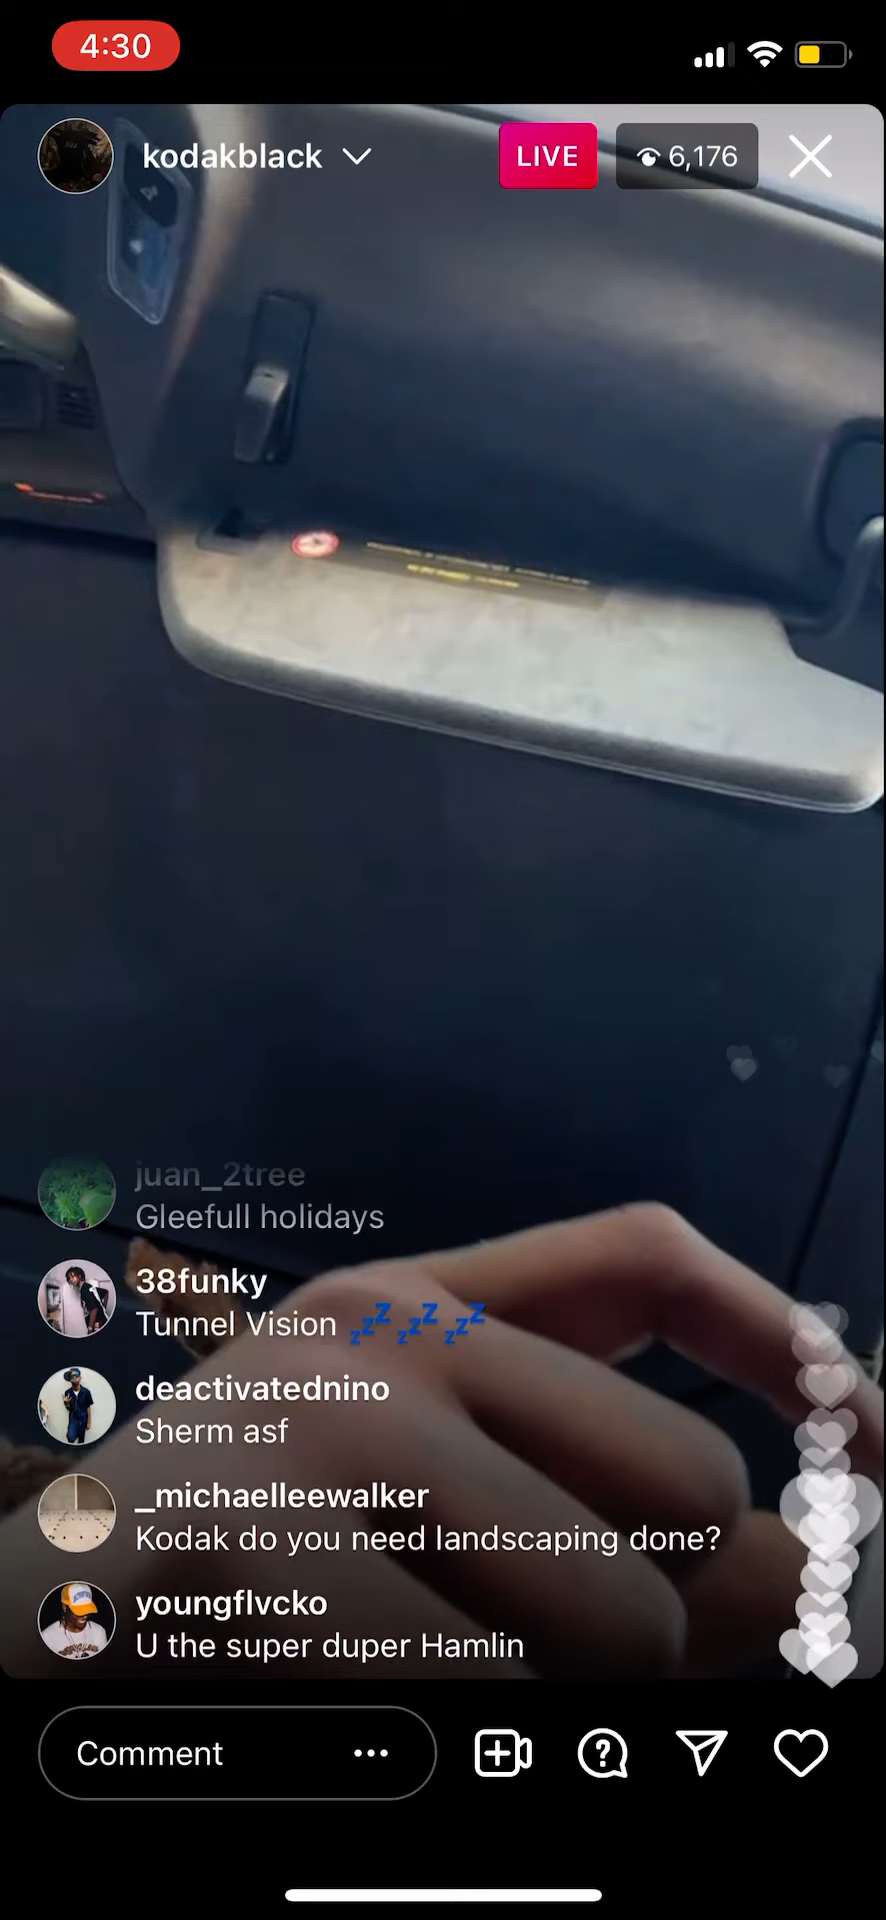 4:30
kodakblack
LIVE
6,176
juan_2tree
Gleefull holidays
38funky
Tunnel Vision 💤💤💤
deactivatednino
Sherm asf
_michaelleewalker
Kodak do you need landscaping done?
youngflvcko
U the super duper Hamlin
Comment